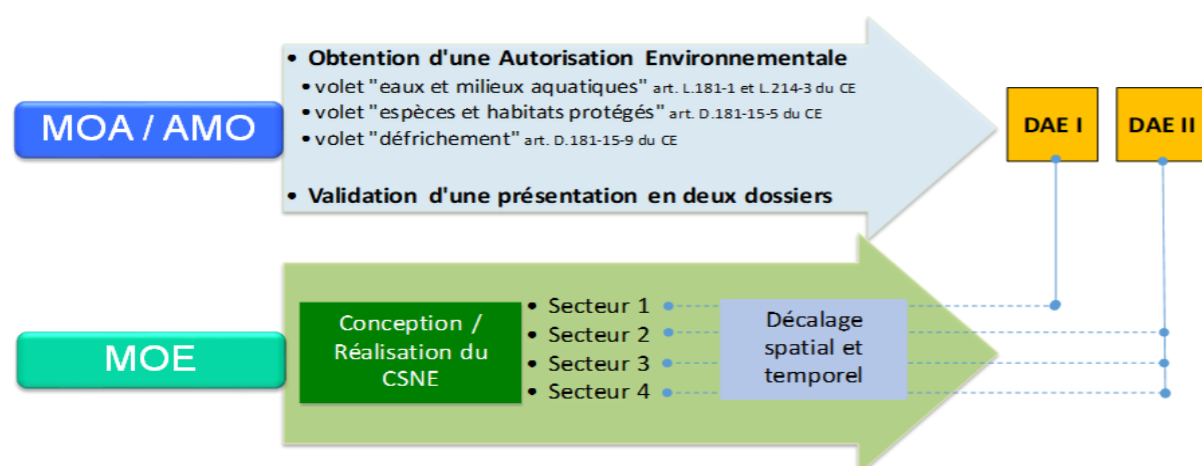 • Obtention d'une Autorisation Environnementale
• volet "eaux et milieux aquatiques" art. L.181-1 et L.214-3 du CE
• volet "espèces et habitats protégés" art. D.181-15-5 du CE
• volet "défrichement" art. D.181-15-9 du CE
• Validation d'une présentation en deux dossiers
MOA / AMO
DAE I
DAE II
MOE
Conception /
Réalisation du
CSNE
• Secteur 1
• Secteur 2
• Secteur 3
• Secteur 4
Décalage
spatial et
temporel